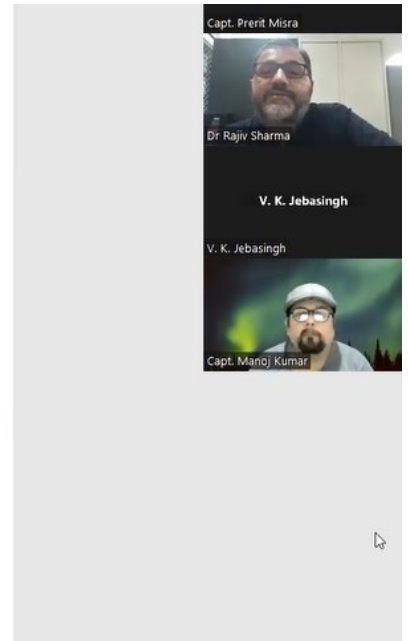 Capt. Prerit Misra
Dr Rajiv Sharma
V. K. Jebasingh
V. K. Jebasingh
Capt. Manoj Kumar